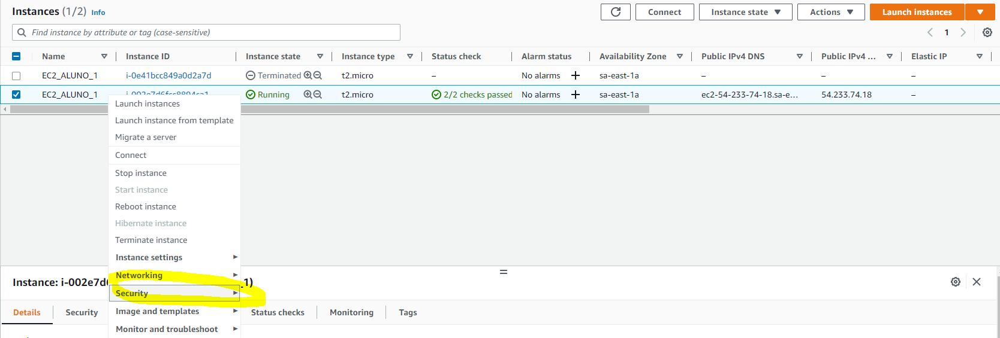 Instances (1/2) Info
Connect
Instance state
Actions
Launch instances
Find instance by attribute or tag (case-sensitive)
1
Name Instance ID Instance state Instance type Status check Alarm status Availability Zone Public IPv4 DNS Public IPv4 ... Elastic IP
EC2_ALUNO_1 i-0e41bcc849a0d2a7d Terminated t2.micro – No alarms + sa-east-1a – – –
EC2_ALUNO_1 Running t2.micro 2/2 checks passed No alarms + sa-east-1a ec2-54-233-74-18.sa-e... 54.233.74.18 –
Launch instances
Launch instance from template
Migrate a server
Connect
Stop instance
Start instance
Reboot instance
Hibernate instance
Terminate instance
Instance settings
Networking
Security
Image and templates
Monitor and troubleshoot
Instance: i-002e7d6 _1)
Details Security Status checks Monitoring Tags